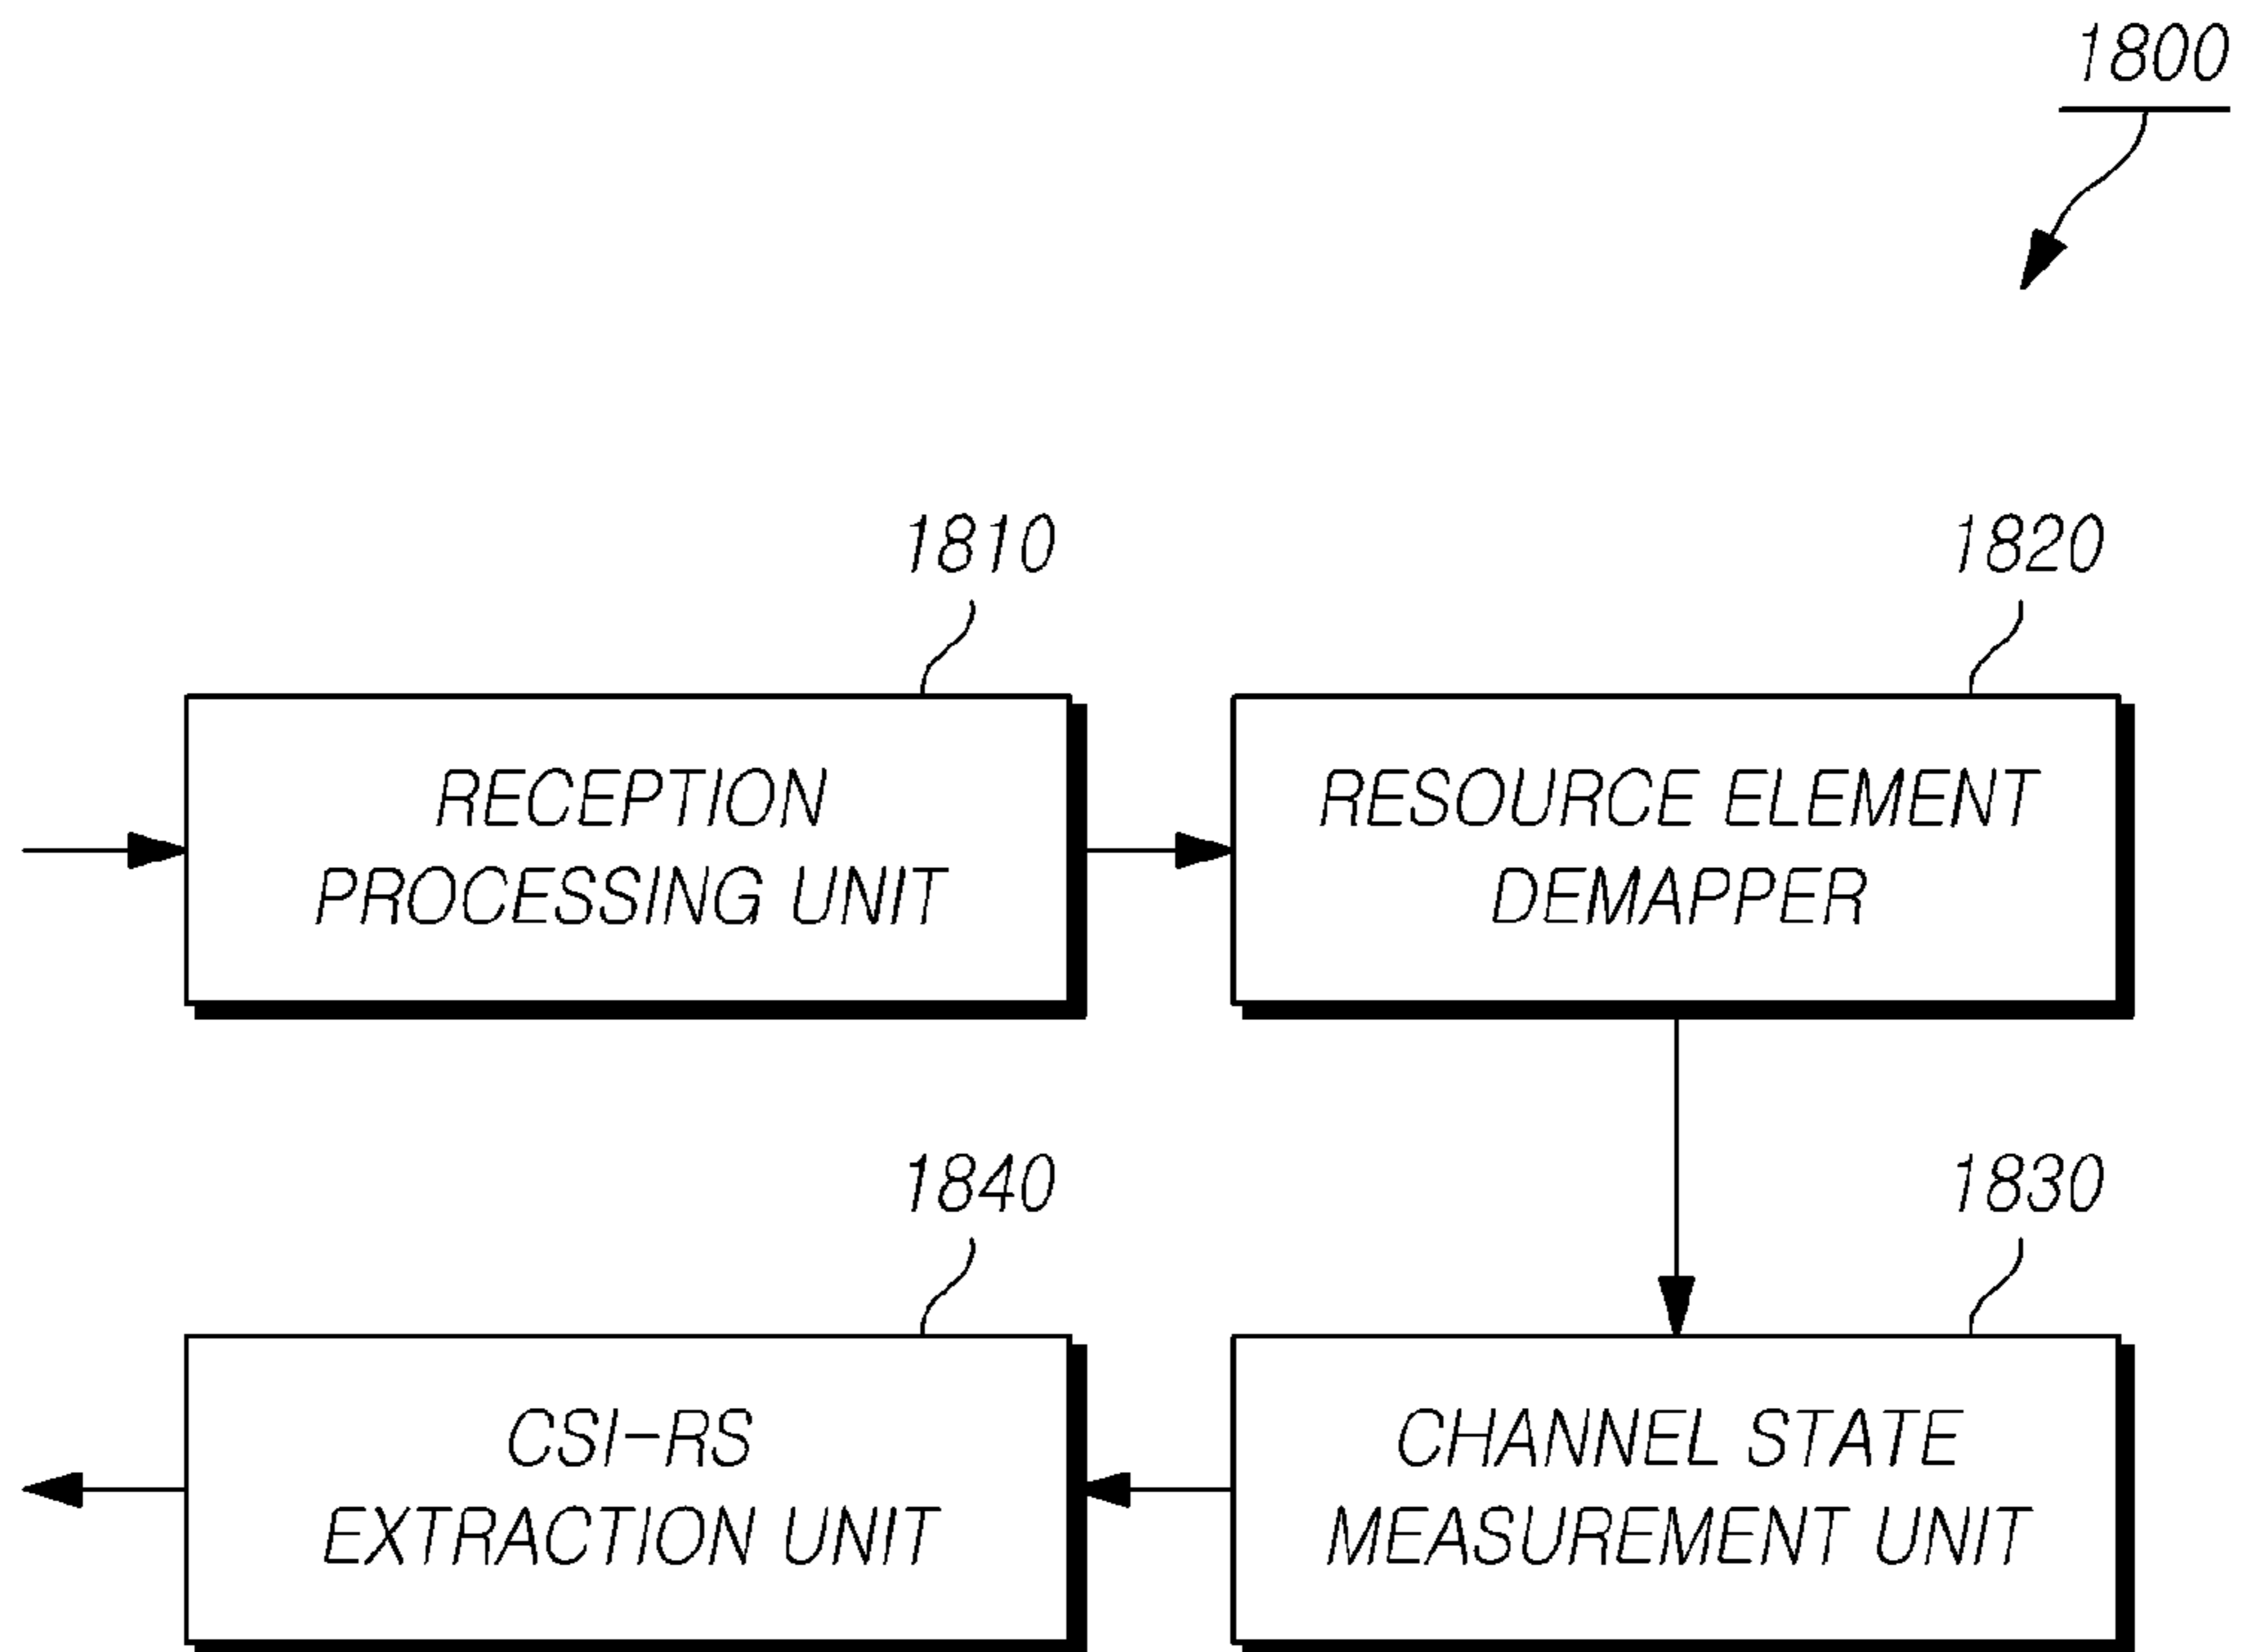 1800
1810
1820
RECEPTION
PROCESSING UNIT
RESOURCE ELEMENT
DEMAPPER
1840
1830
CSI-RS
EXTRACTION UNIT
CHANNEL STATE
MEASUREMENT UNIT